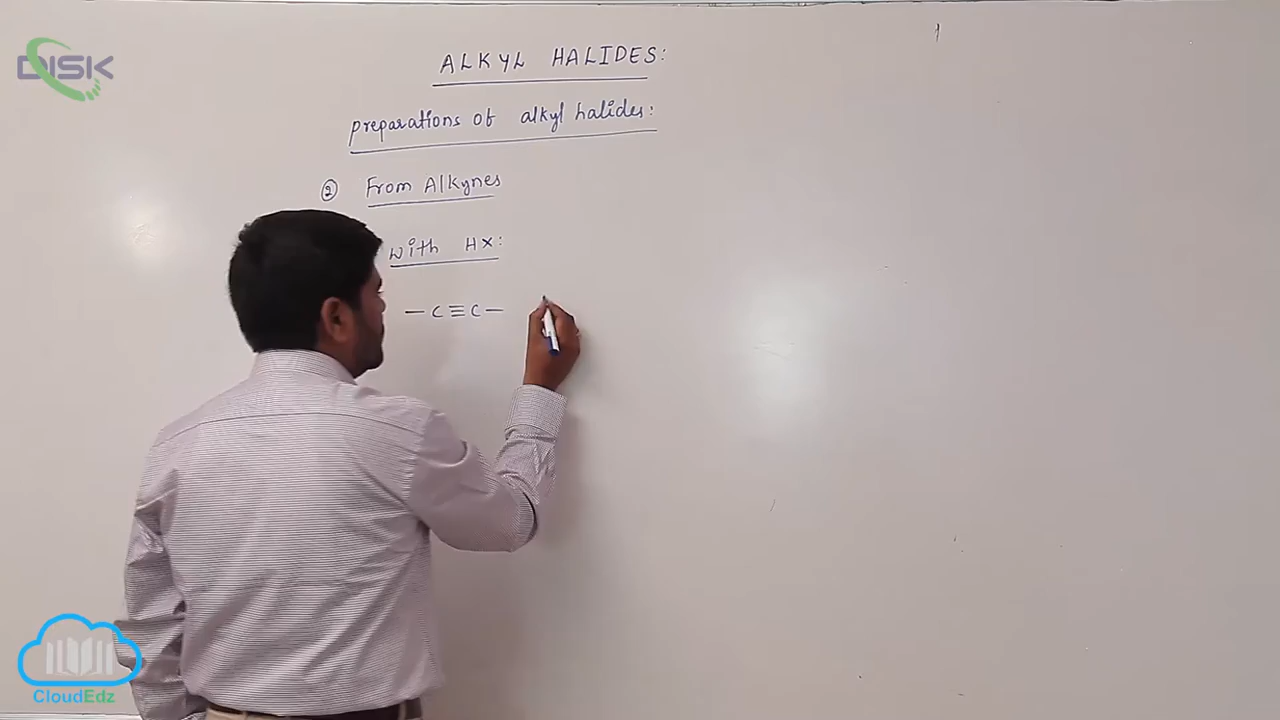 DISK
ALKYL HALIDES:
preparations of alkyl halides:
② From Alkynes
with HX:
— C ≡ C —
CloudEdz